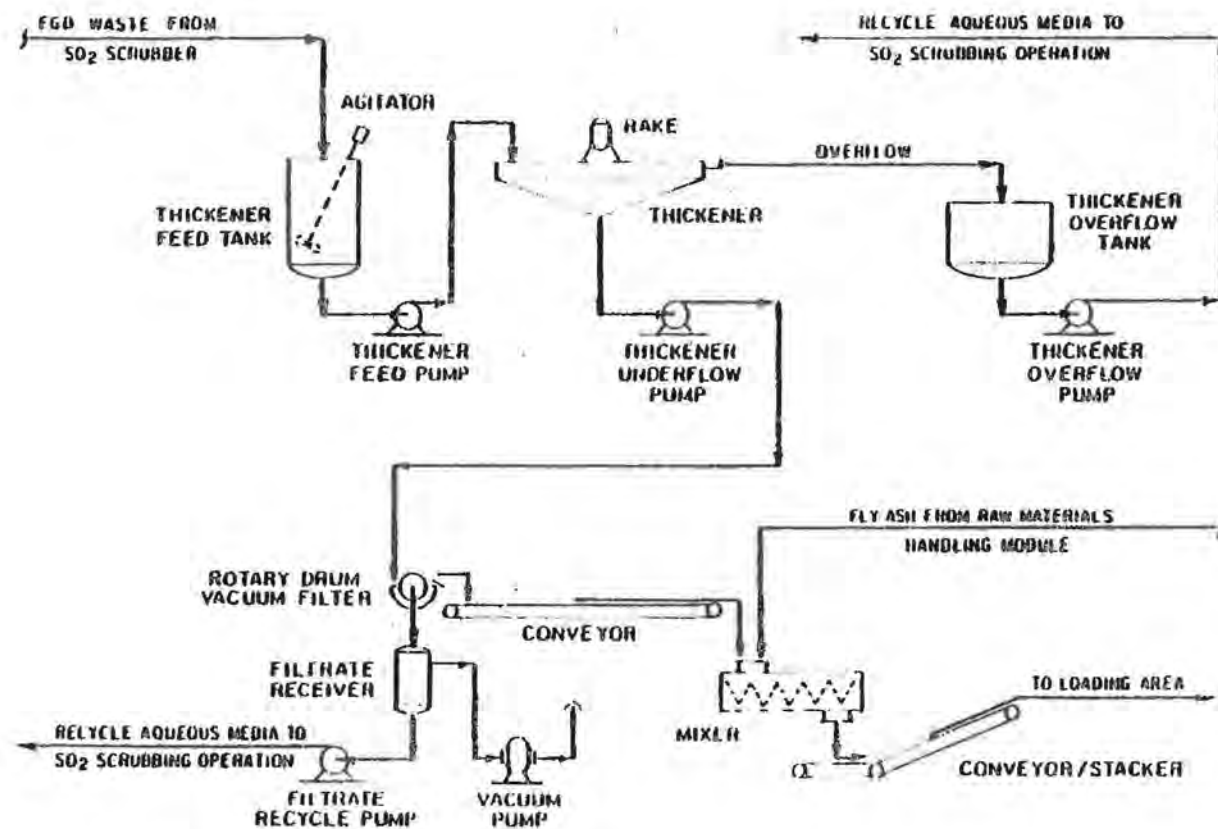 FGD WASTE FROM
SO2 SCRUBBER
RECYCLE AQUEOUS MEDIA TO
SO2 SCRUBBING OPERATION
AGITATOR
RAKE
OVERFLOW
THICKENER
FEED TANK
THICKENER
THICKENER
OVERFLOW
TANK
THICKENER
FEED PUMP
THICKENER
UNDERFLOW
PUMP
THICKENER
OVERFLOW
PUMP
FLY ASH FROM RAW MATERIALS
HANDLING MODULE
ROTARY DRUM
VACUUM FILTER
CONVEYOR
FILTRATE
RECEIVER
TO LOADING AREA
MIXER
RECYCLE AQUEOUS MEDIA TO
SO2 SCRUBBING OPERATION
CONVEYOR/STACKER
FILTRATE
RECYCLE PUMP
VACUUM
PUMP